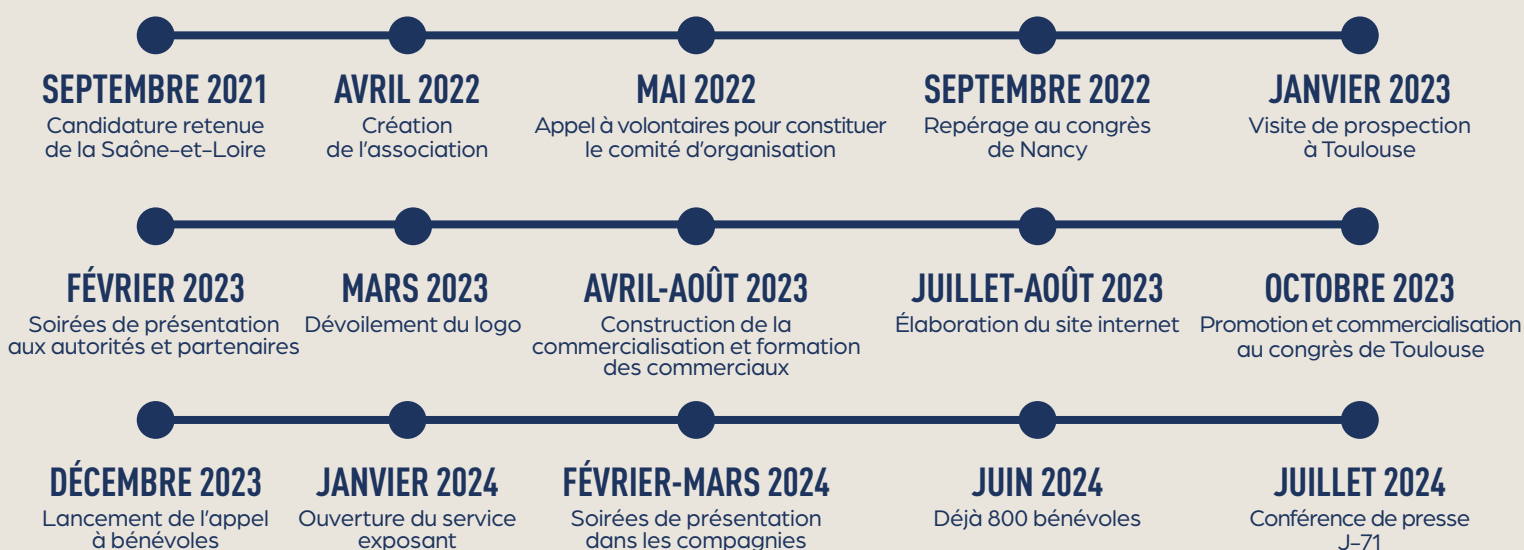 SEPTEMBRE 2021
Candidature retenue
de la Saône-et-Loire
AVRIL 2022
Création
de l'association
MAI 2022
Appel à volontaires pour constituer
le comité d'organisation
SEPTEMBRE 2022
Repérage au congrès
de Nancy
JANVIER 2023
Visite de prospection
à Toulouse
FÉVRIER 2023
Soirées de présentation
aux autorités et partenaires
MARS 2023
Dévoilement du logo
AVRIL-AOÛT 2023
Construction de la
commercialisation et formation
des commerciaux
JUILLET-AOÛT 2023
Élaboration du site internet
OCTOBRE 2023
Promotion et commercialisation
au congrès de Toulouse
DÉCEMBRE 2023
Lancement de l'appel
à bénévoles
JANVIER 2024
Ouverture du service
exposant
FÉVRIER-MARS 2024
Soirées de présentation
dans les compagnies
JUIN 2024
Déjà 800 bénévoles
JUILLET 2024
Conférence de presse
J-71